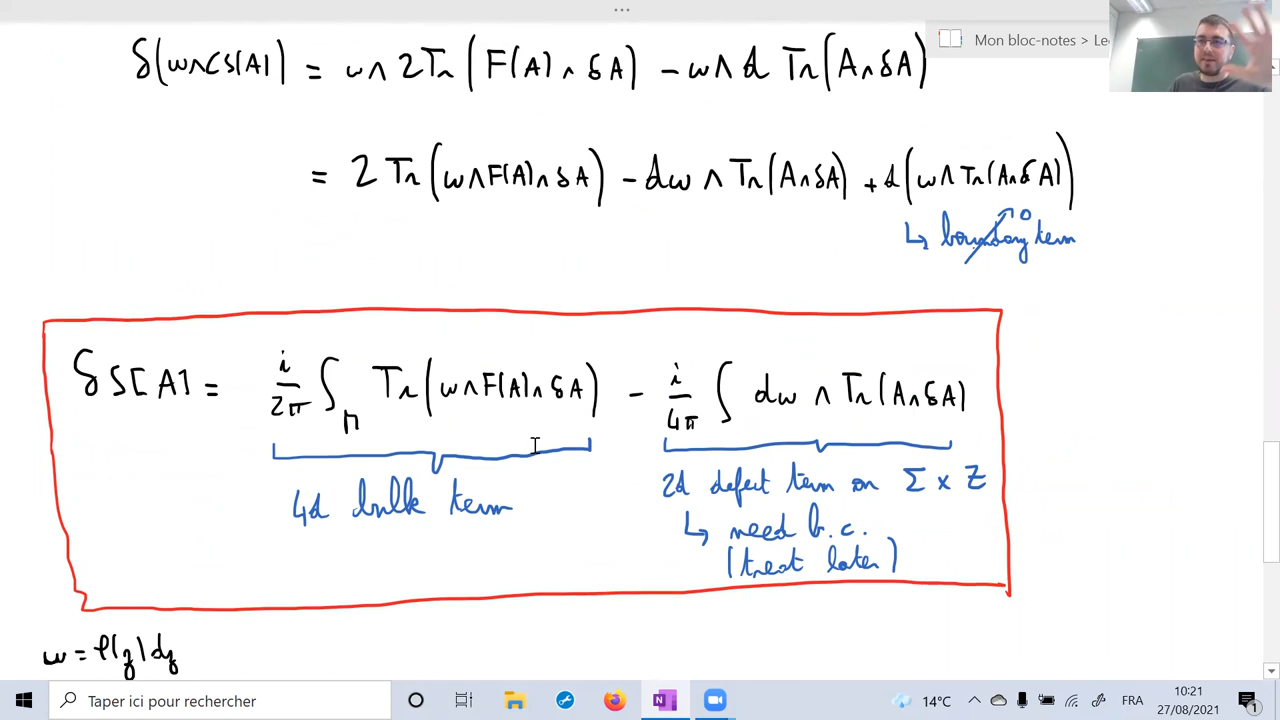 δ(ω∧CS[A]) = ω∧2Tr(F(A)∧δA) - ω∧d Tr(A∧δA)
Mon bloc-notes > Le
= 2Tr(ω∧F(A)∧δA) - dω∧Tr(A∧δA) + d(ω∧Tr(A∧δA))
↳ boundary term → 0
δS[A] = i/2π ∫_M Tr(ω∧F(A)∧δA) - i/4π ∫ dω∧Tr(A∧δA)
4d bulk term
2d defect term on Σ × Z
↳ need b.c.
(treat later)
ω = φ(z)dz
Taper ici pour rechercher
14°C
FRA
10:21
27/08/2021
1